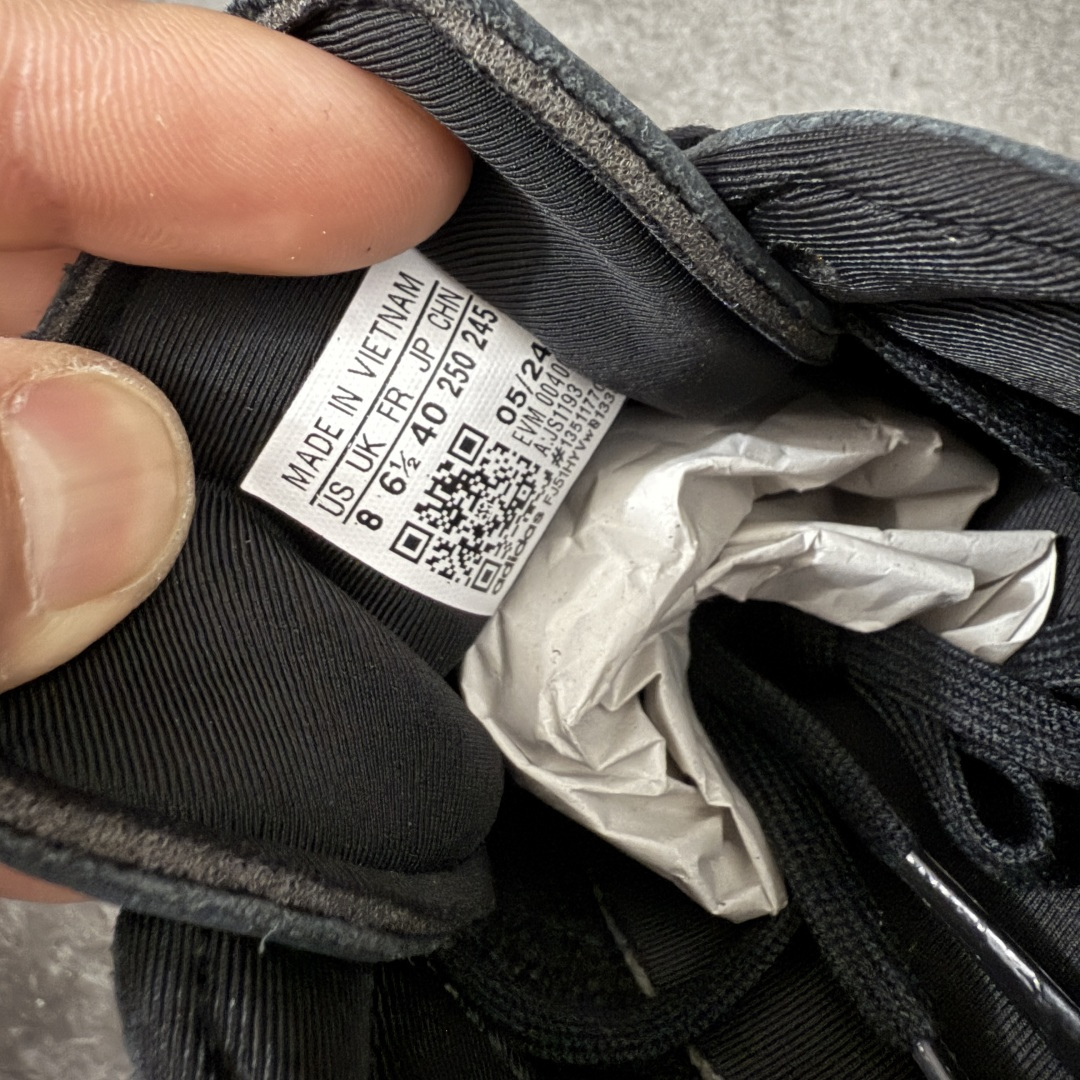 MADE IN VIETNAM
US UK FR JP CHN
8 6½ 40 250 245
05/24
EVM 0040
A:JS1193
adidas